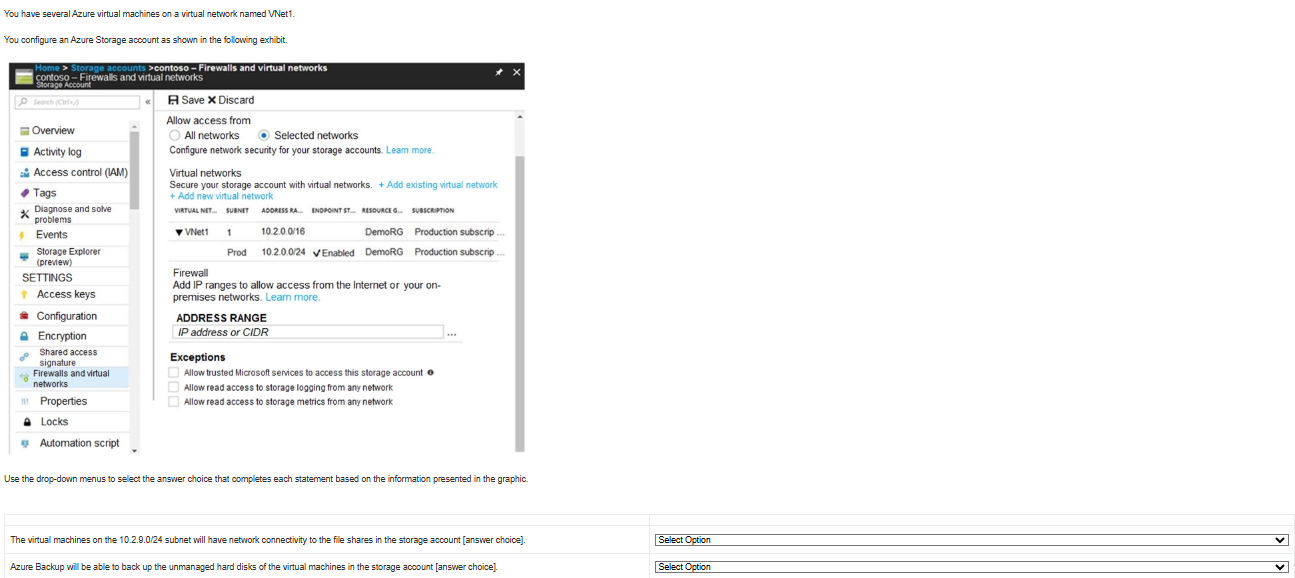 You have several Azure virtual machines on a virtual network named VNet1.
You configure an Azure Storage account as shown in the following exhibit.
Home > Storage accounts >contoso – Firewalls and virtual networks
contoso – Firewalls and virtual networks
Storage Account
Search (Ctrl+/)
«
Overview
Activity log
Access control (IAM)
Tags
Diagnose and solve
problems
Events
Storage Explorer
(preview)
SETTINGS
Access keys
Configuration
Encryption
Shared access
signature
Firewalls and virtual
networks
Properties
Locks
Automation script
Save Discard
Allow access from
All networks Selected networks
Configure network security for your storage accounts. Learn more.
Virtual networks
Secure your storage account with virtual networks. + Add existing virtual network
+ Add new virtual network
VIRTUAL NET... SUBNET ADDRESS RA... ENDPOINT ST... RESOURCE G... SUBSCRIPTION
▼ VNet1 1 10.2.0.0/16 DemoRG Production subscrip ...
Prod 10.2.0.0/24 ✓ Enabled DemoRG Production subscrip ...
Firewall
Add IP ranges to allow access from the Internet or your on-
premises networks. Learn more.
ADDRESS RANGE
IP address or CIDR ...
Exceptions
Allow trusted Microsoft services to access this storage account
Allow read access to storage logging from any network
Allow read access to storage metrics from any network
Use the drop-down menus to select the answer choice that completes each statement based on the information presented in the graphic.
The virtual machines on the 10.2.9.0/24 subnet will have network connectivity to the file shares in the storage account [answer choice]. Select Option
Azure Backup will be able to back up the unmanaged hard disks of the virtual machines in the storage account [answer choice]. Select Option